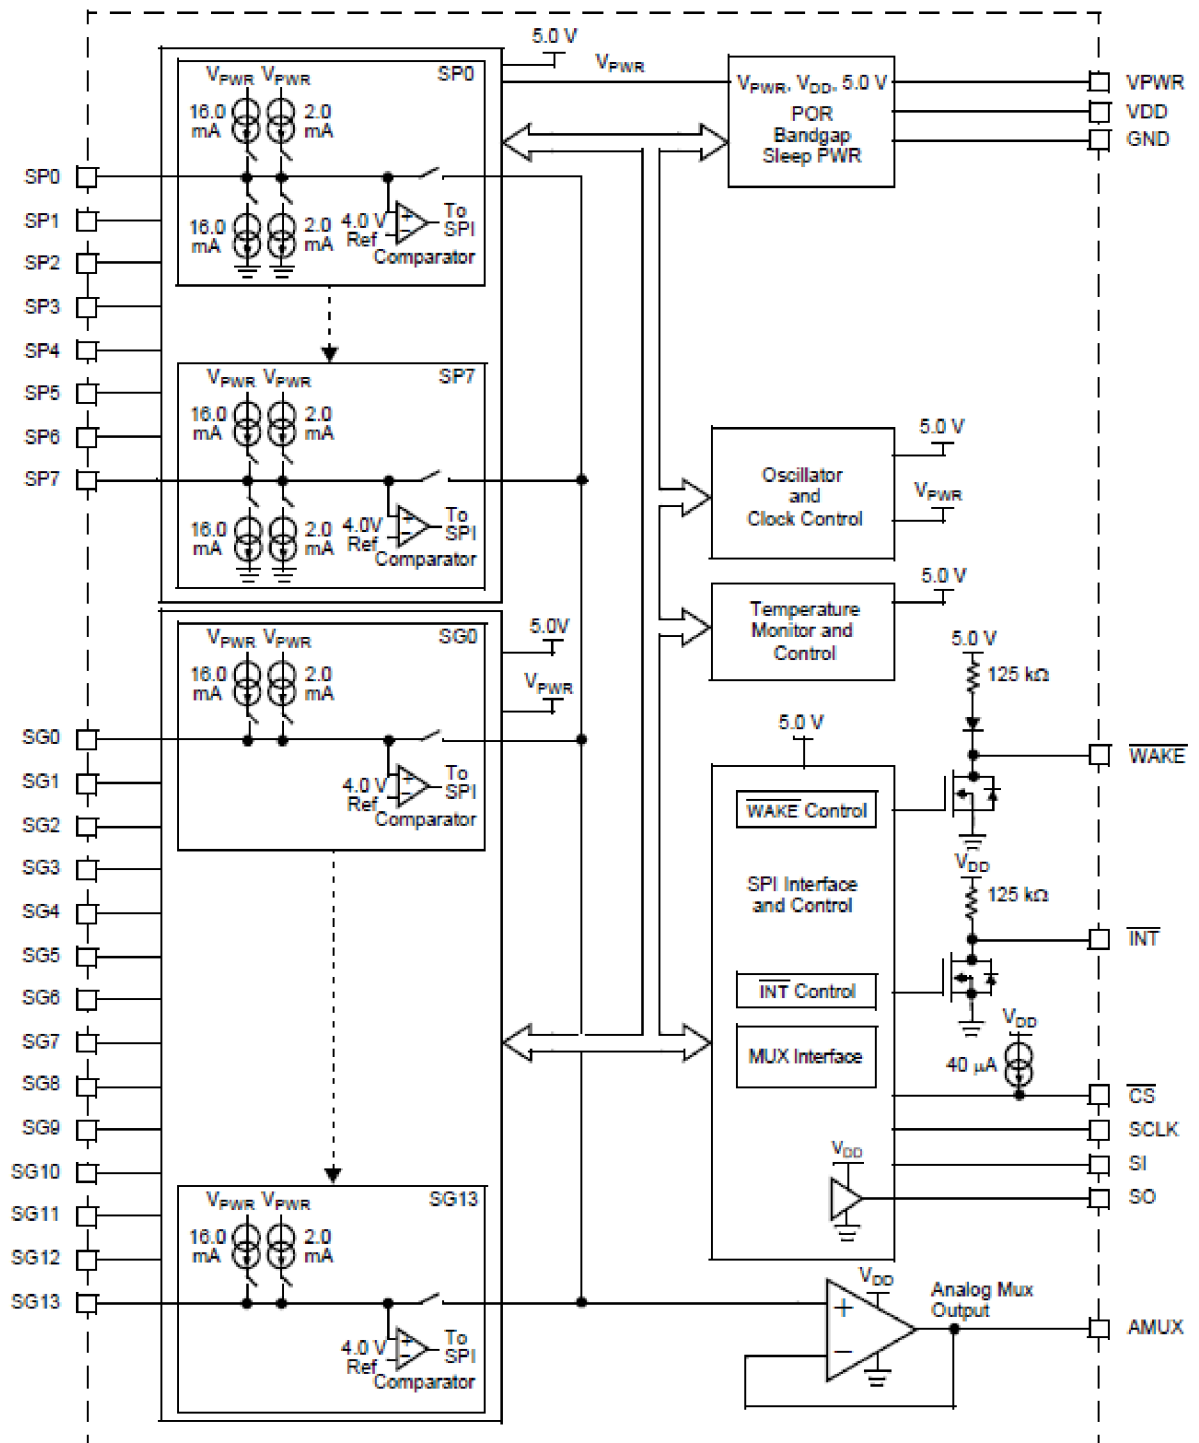 5.0 V
VPWR
VPWR VPWR
SP0
16.0 mA
2.0 mA
16.0 mA
2.0 mA
4.0 V Ref
To SPI
Comparator
VPWR VPWR
SP7
16.0 mA
2.0 mA
16.0 mA
2.0 mA
4.0V Ref
To SPI
Comparator
SP0
SP1
SP2
SP3
SP4
SP5
SP6
SP7
VPWR VPWR
SG0
16.0 mA
2.0 mA
4.0 V Ref
To SPI
Comparator
5.0V
VPWR
SG0
SG1
SG2
SG3
SG4
SG5
SG6
SG7
SG8
SG9
SG10
SG11
SG12
SG13
VPWR VPWR
SG13
16.0 mA
2.0 mA
4.0 V Ref
To SPI
Comparator
VPWR, VDD, 5.0 V
POR
Bandgap
Sleep PWR
VPWR
VDD
GND
Oscillator
and
Clock Control
5.0 V
VPWR
Temperature
Monitor and
Control
5.0 V
5.0 V
125 kΩ
5.0 V
WAKE
WAKE Control
SPI Interface
and Control
VDD
125 kΩ
INT
INT Control
MUX Interface
VDD
40 μA
CS
SCLK
SI
VDD
SO
VDD
+
−
Analog Mux
Output
AMUX